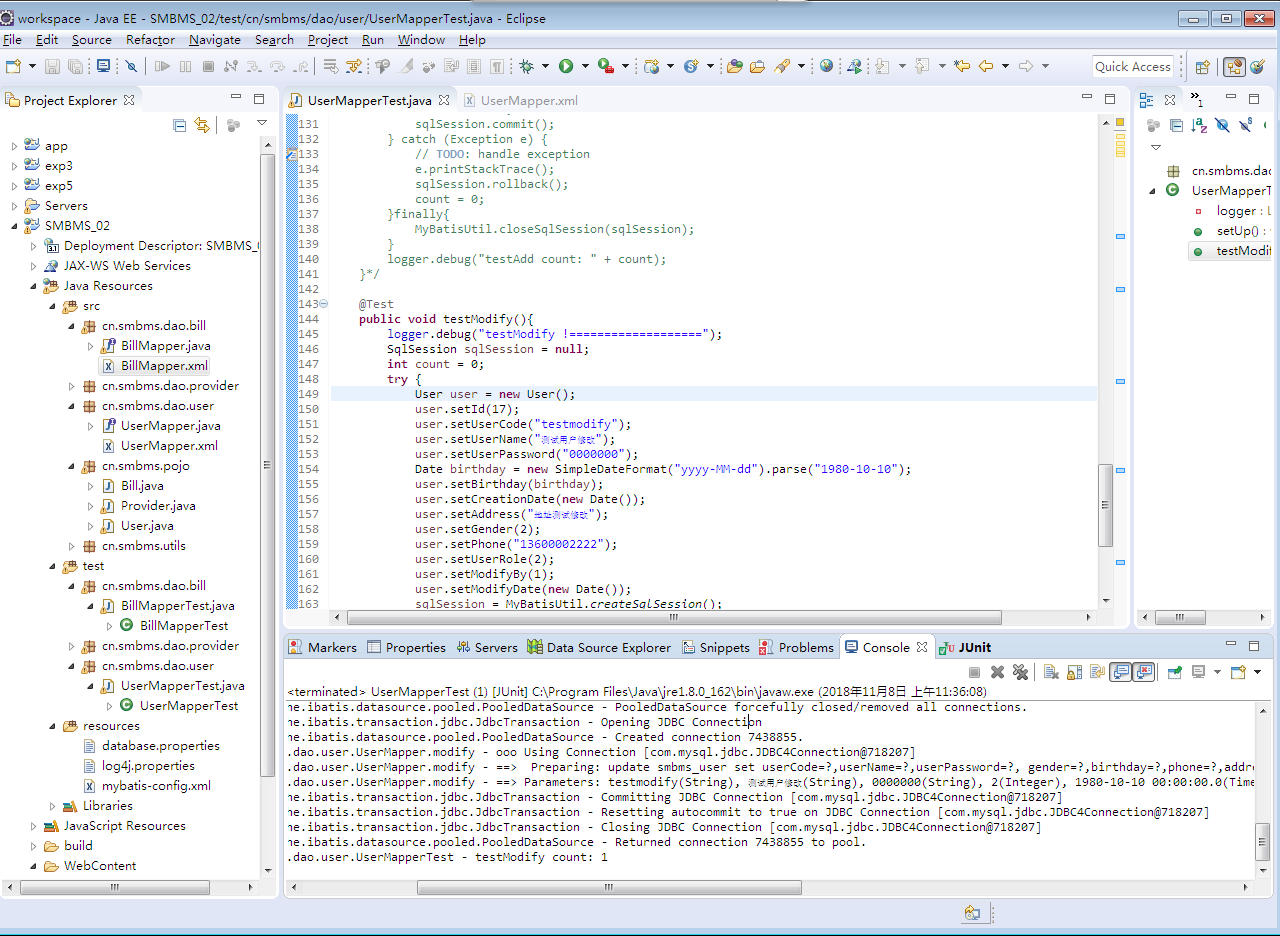 workspace - Java EE - SMBMS_02/test/cn/smbms/dao/user/UserMapperTest.java - Eclipse
File Edit Source Refactor Navigate Search Project Run Window Help
Quick Access
Project Explorer
app
exp3
exp5
Servers
SMBMS_02
Deployment Descriptor: SMBMS_
JAX-WS Web Services
Java Resources
src
cn.smbms.dao.bill
BillMapper.java
BillMapper.xml
cn.smbms.dao.provider
cn.smbms.dao.user
UserMapper.java
UserMapper.xml
cn.smbms.pojo
Bill.java
Provider.java
User.java
cn.smbms.utils
test
cn.smbms.dao.bill
BillMapperTest.java
BillMapperTest
cn.smbms.dao.provider
cn.smbms.dao.user
UserMapperTest.java
UserMapperTest
resources
database.properties
log4j.properties
mybatis-config.xml
Libraries
JavaScript Resources
build
WebContent
UserMapperTest.java UserMapper.xml
131 sqlSession.commit();
132 } catch (Exception e) {
133 // TODO: handle exception
134 e.printStackTrace();
135 sqlSession.rollback();
136 count = 0;
137 }finally{
138 MyBatisUtil.closeSqlSession(sqlSession);
139 }
140 logger.debug("testAdd count: " + count);
141 }*/
142
143 @Test
144 public void testModify(){
145 logger.debug("testModify !===================");
146 SqlSession sqlSession = null;
147 int count = 0;
148 try {
149 User user = new User();
150 user.setId(17);
151 user.setUserCode("testmodify");
152 user.setUserName("测试用户修改");
153 user.setUserPassword("0000000");
154 Date birthday = new SimpleDateFormat("yyyy-MM-dd").parse("1980-10-10");
155 user.setBirthday(birthday);
156 user.setCreationDate(new Date());
157 user.setAddress("地址测试修改");
158 user.setGender(2);
159 user.setPhone("13600002222");
160 user.setUserRole(2);
161 user.setModifyBy(1);
162 user.setModifyDate(new Date());
163 sqlSession = MyBatisUtil.createSqlSession();
1
cn.smbms.dao
UserMapperT
logger :
setUp() :
testModif
Markers Properties Servers Data Source Explorer Snippets Problems Console JUnit
<terminated> UserMapperTest (1) [JUnit] C:\Program Files\Java\jre1.8.0_162\bin\javaw.exe (2018年11月8日 上午11:36:08)
he.ibatis.datasource.pooled.PooledDataSource - PooledDataSource forcefully closed/removed all connections.
he.ibatis.transaction.jdbc.JdbcTransaction - Opening JDBC Connection
he.ibatis.datasource.pooled.PooledDataSource - Created connection 7438855.
.dao.user.UserMapper.modify - ooo Using Connection [com.mysql.jdbc.JDBC4Connection@718207]
.dao.user.UserMapper.modify - ==>  Preparing: update smbms_user set userCode=?,userName=?,userPassword=?, gender=?,birthday=?,phone=?,addre
.dao.user.UserMapper.modify - ==> Parameters: testmodify(String), 测试用户修改(String), 0000000(String), 2(Integer), 1980-10-10 00:00:00.0(Time
he.ibatis.transaction.jdbc.JdbcTransaction - Committing JDBC Connection [com.mysql.jdbc.JDBC4Connection@718207]
he.ibatis.transaction.jdbc.JdbcTransaction - Resetting autocommit to true on JDBC Connection [com.mysql.jdbc.JDBC4Connection@718207]
he.ibatis.transaction.jdbc.JdbcTransaction - Closing JDBC Connection [com.mysql.jdbc.JDBC4Connection@718207]
he.ibatis.datasource.pooled.PooledDataSource - Returned connection 7438855 to pool.
.dao.user.UserMapperTest - testModify count: 1